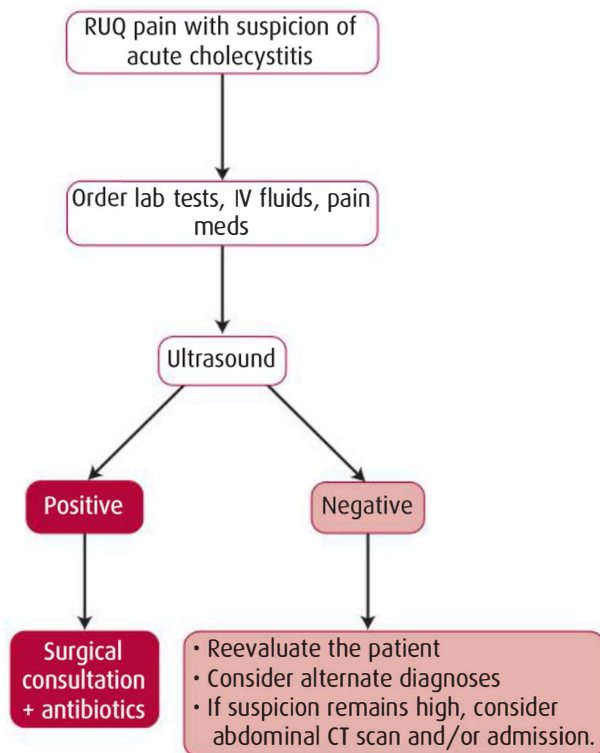 RUQ pain with suspicion of
acute cholecystitis
Order lab tests, IV fluids, pain
meds
Ultrasound
Positive
Negative
Surgical
consultation
+ antibiotics
• Reevaluate the patient
• Consider alternate diagnoses
• If suspicion remains high, consider
abdominal CT scan and/or admission.